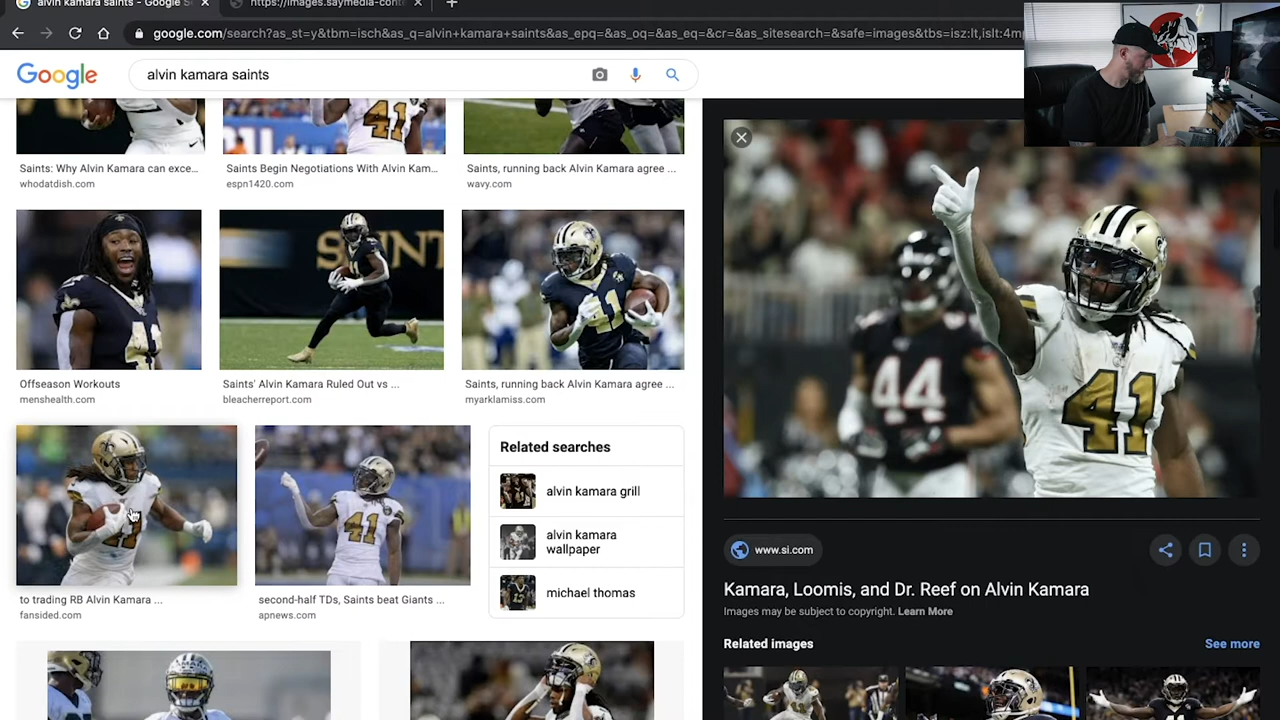 alvin kamara saints - Google S
https://images.saymedia-cont
google.com/search?as_st=y&tbm=isch&as_q=alvin+kamara+saints&as_epq=&as_oq=&as_eq=&cr=&as_sitesearch=&safe=images&tbs=isz:lt,islt:4m
Google
alvin kamara saints
Saints: Why Alvin Kamara can exce...
whodatdish.com
Saints Begin Negotiations With Alvin Kam...
espn1420.com
Saints, running back Alvin Kamara agree ...
wavy.com
Offseason Workouts
menshealth.com
Saints' Alvin Kamara Ruled Out vs ...
bleacherreport.com
Saints, running back Alvin Kamara agree ...
myarklamiss.com
to trading RB Alvin Kamara ...
fansided.com
second-half TDs, Saints beat Giants ...
apnews.com
Related searches
alvin kamara grill
alvin kamara
wallpaper
michael thomas
41
41
41
44
41
www.si.com
Kamara, Loomis, and Dr. Reef on Alvin Kamara
Images may be subject to copyright. Learn More
Related images
See more